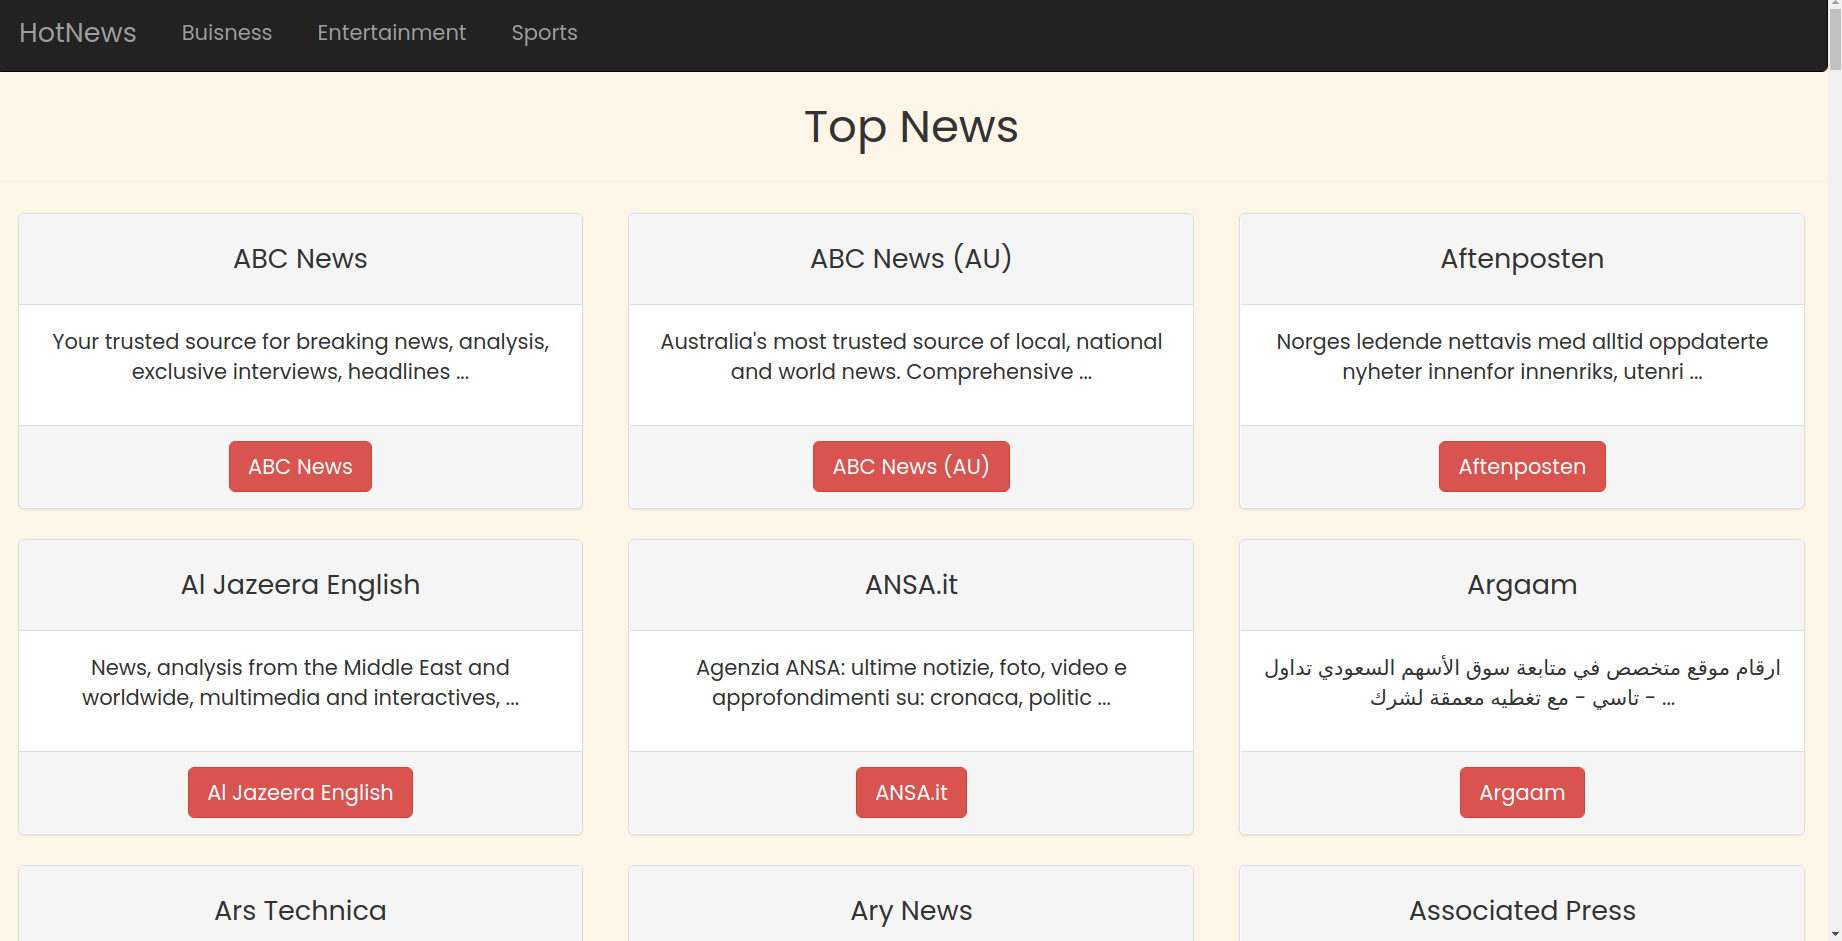 HotNews Buisness Entertainment Sports
Top News
ABC News
Your trusted source for breaking news, analysis,
exclusive interviews, headlines ...
ABC News
ABC News (AU)
Australia's most trusted source of local, national
and world news. Comprehensive ...
ABC News (AU)
Aftenposten
Norges ledende nettavis med alltid oppdaterte
nyheter innenfor innenriks, utenri ...
Aftenposten
Al Jazeera English
News, analysis from the Middle East and
worldwide, multimedia and interactives, ...
Al Jazeera English
ANSA.it
Agenzia ANSA: ultime notizie, foto, video e
approfondimenti su: cronaca, politic ...
ANSA.it
Argaam
ارقام موقع متخصص في متابعة سوق الأسهم السعودي تداول
- تاسي - مع تغطيه معمقة لشرك ...
Argaam
Ars Technica
Ary News
Associated Press